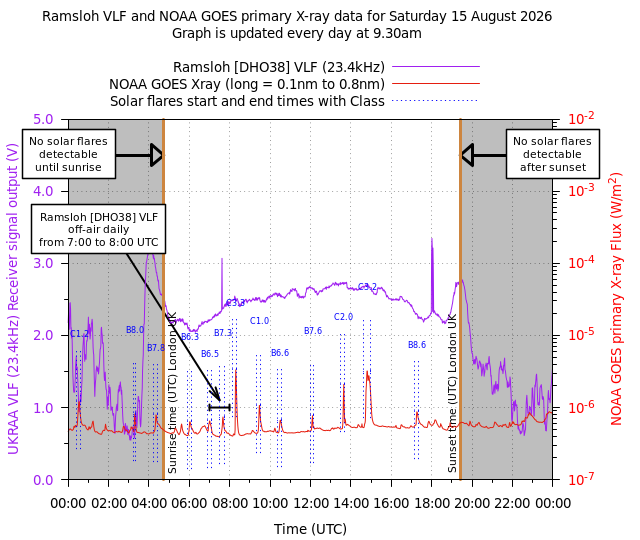 Ramsloh VLF and NOAA GOES primary X-ray data for Saturday 15 August 2026
Graph is updated every day at 9.30am
Ramsloh [DHO38] VLF (23.4kHz)
NOAA GOES Xray (long = 0.1nm to 0.8nm)
Solar flares start and end times with Class
5.0
4.0
3.0
2.0
1.0
0.0
UKRAA VLF (23.4kHz) Receiver signal output (V)
No solar flares
detectable
until sunrise
Ramsloh [DHO38] VLF
off-air daily
from 7:00 to 8:00 UTC
No solar flares
detectable
after sunset
C1.2
B8.0
B7.8
B6.3
B6.5
B7.3
C3.3
C1.0
B6.6
B7.6
C2.0
C3.2
B8.6
Sunrise time (UTC) London UK
Sunset time (UTC) London UK
10-2
10-3
10-4
10-5
10-6
10-7
NOAA GOES primary X-ray Flux (W/m2)
00:00 02:00 04:00 06:00 08:00 10:00 12:00 14:00 16:00 18:00 20:00 22:00 00:00
Time (UTC)